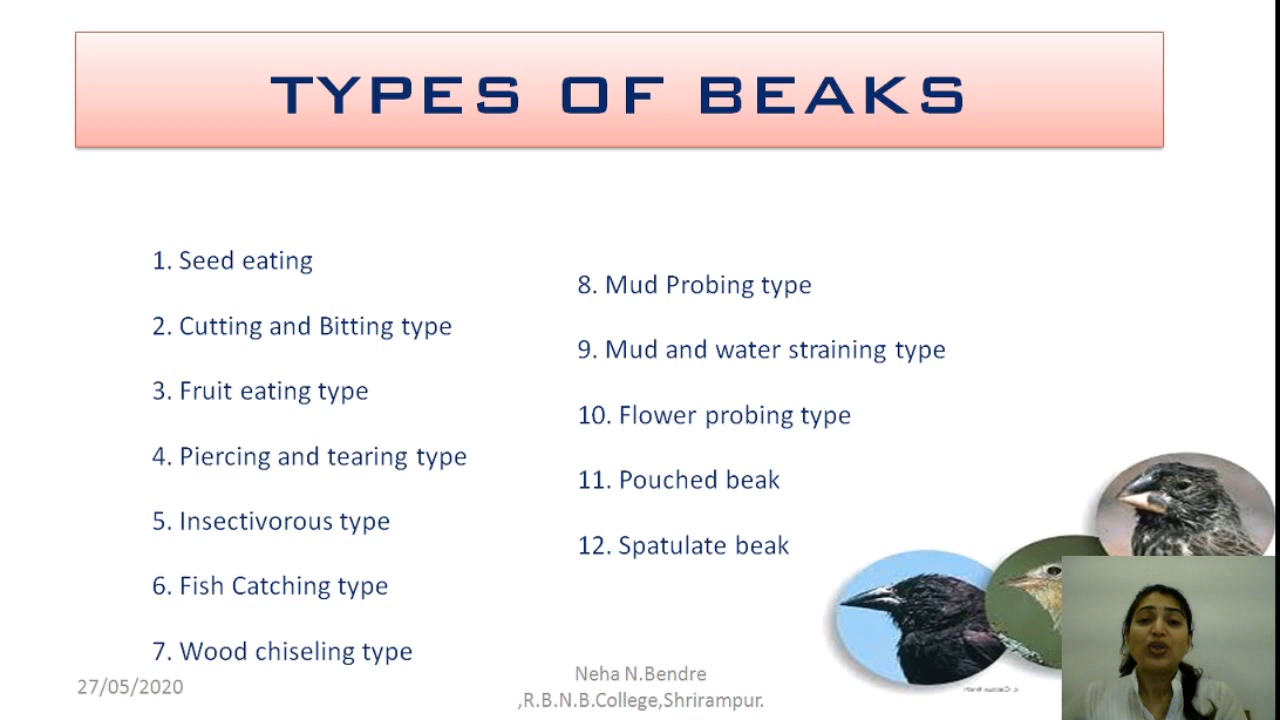 TYPES OF BEAKS
1. Seed eating
2. Cutting and Bitting type
3. Fruit eating type
4. Piercing and tearing type
5. Insectivorous type
6. Fish Catching type
7. Wood chiseling type
8. Mud Probing type
9. Mud and water straining type
10. Flower probing type
11. Pouched beak
12. Spatulate beak
27/05/2020
Neha N.Bendre
,R.B.N.B.College,Shrirampur.